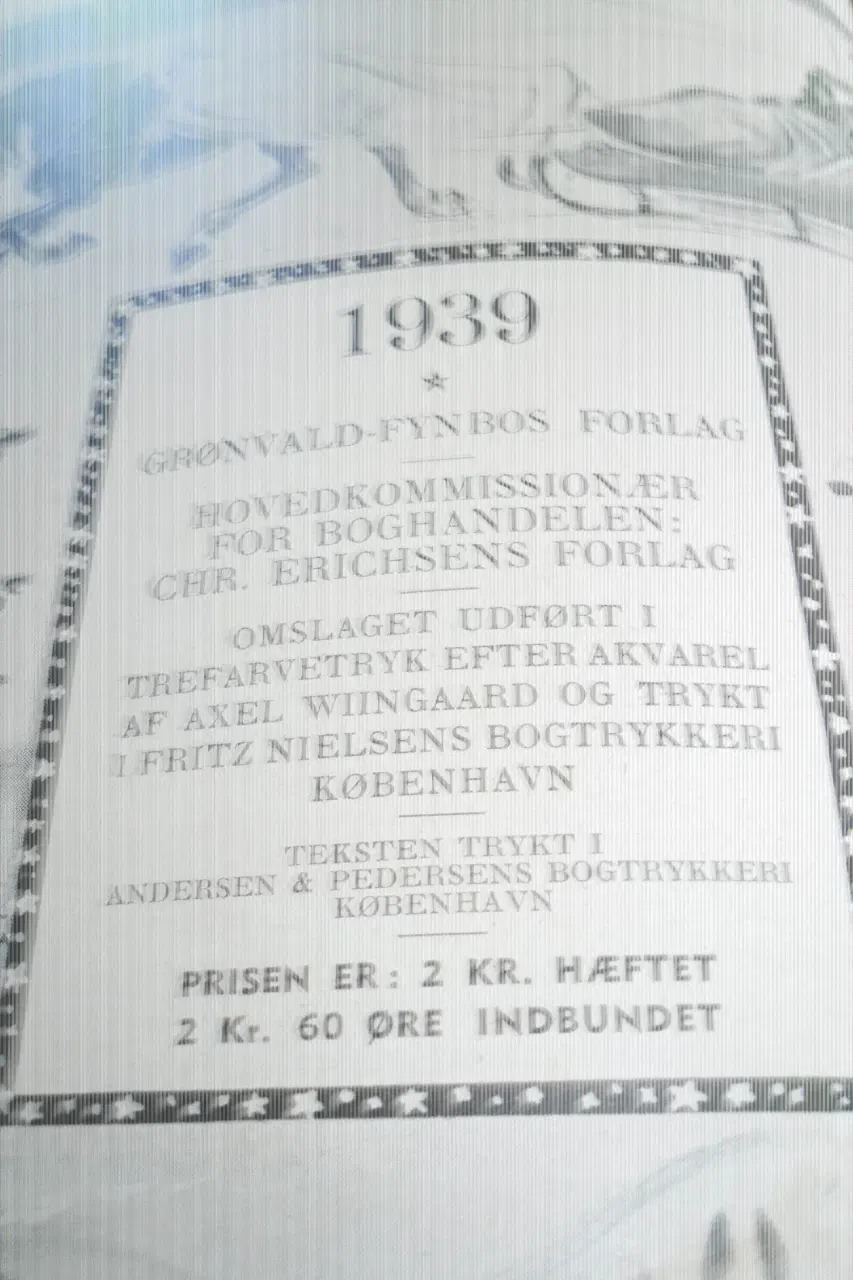 1939
GRØNVALD-FYNBOS FORLAG
HOVEDKOMMISSIONÆR
FOR BOGHANDELEN:
CHR. ERICHSENS FORLAG
OMSLAGET UDFØRT I
TREFARVETRYK EFTER AKVAREL
AF AXEL WIINGAARD OG TRYKT
I FRITZ NIELSENS BOGTRYKKERI
KØBENHAVN
TEKSTEN TRYKT I
ANDERSEN & PEDERSENS BOGTRYKKERI
KØBENHAVN
PRISEN ER: 2 KR. HÆFTET
2 Kr. 60 ØRE INDBUNDET